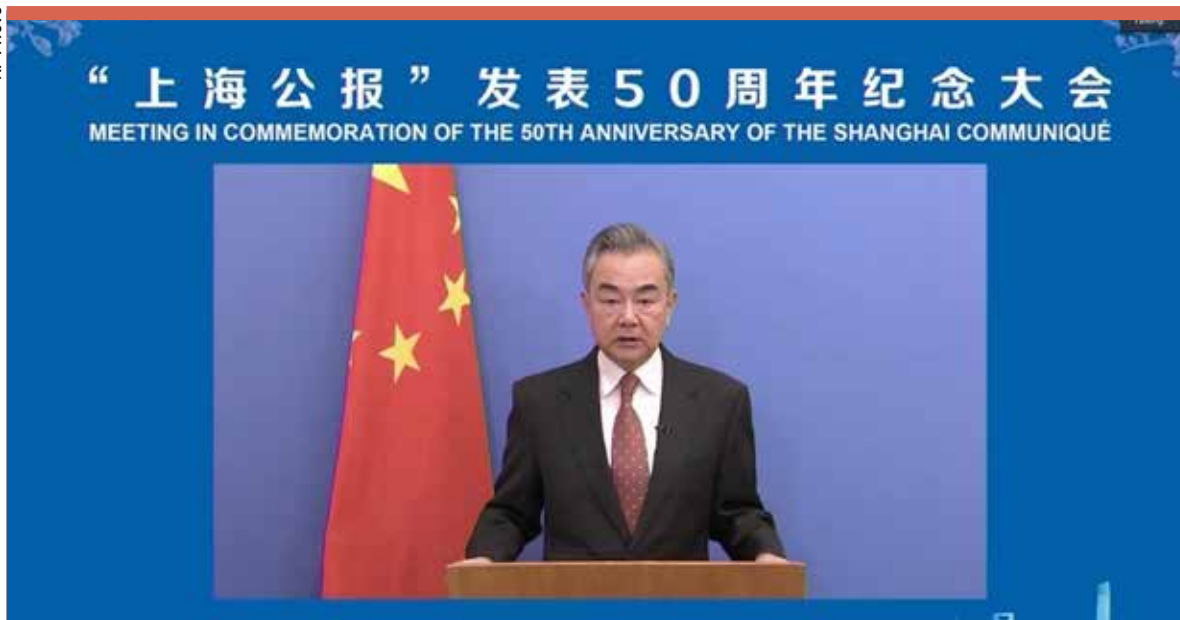 “上海公报”发表50周年纪念大会
MEETING IN COMMEMORATION OF THE 50TH ANNIVERSARY OF THE SHANGHAI COMMUNIQUÉ